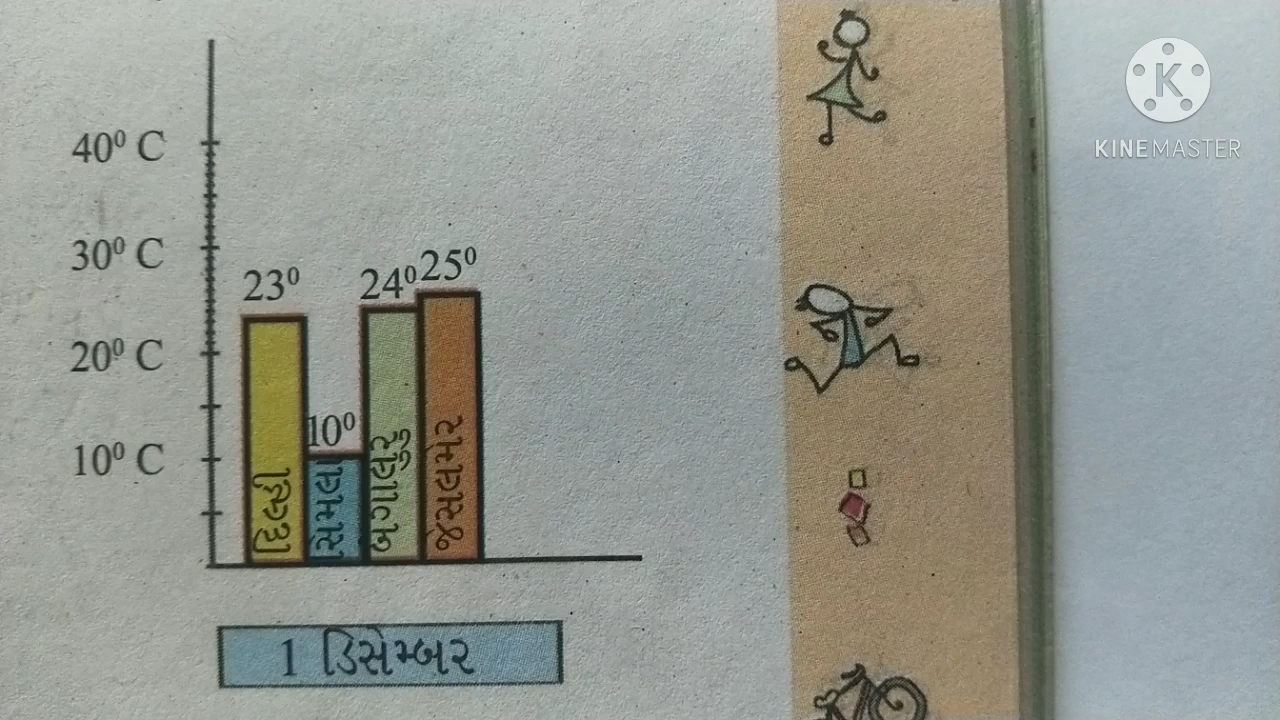 40⁰ C
30⁰ C
20⁰ C
10⁰ C
23⁰
10⁰
24⁰
25⁰
દિલ્હી
સિમલા
બેંગાલુરુ
જેસલમેર
1 ડિસેમ્બર
K
KINEMASTER